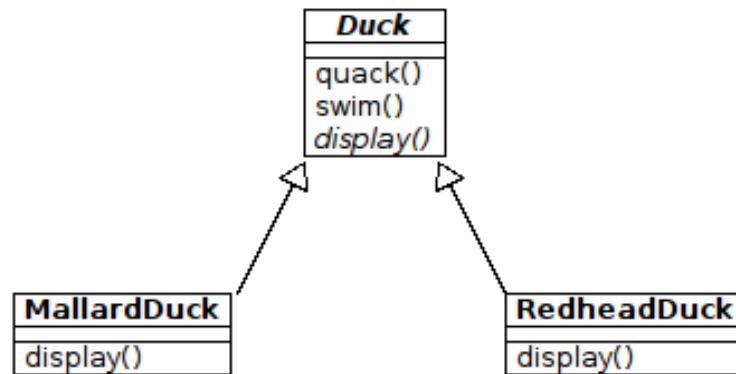 Duck
quack()
swim()
display()
MallardDuck
display()
RedheadDuck
display()